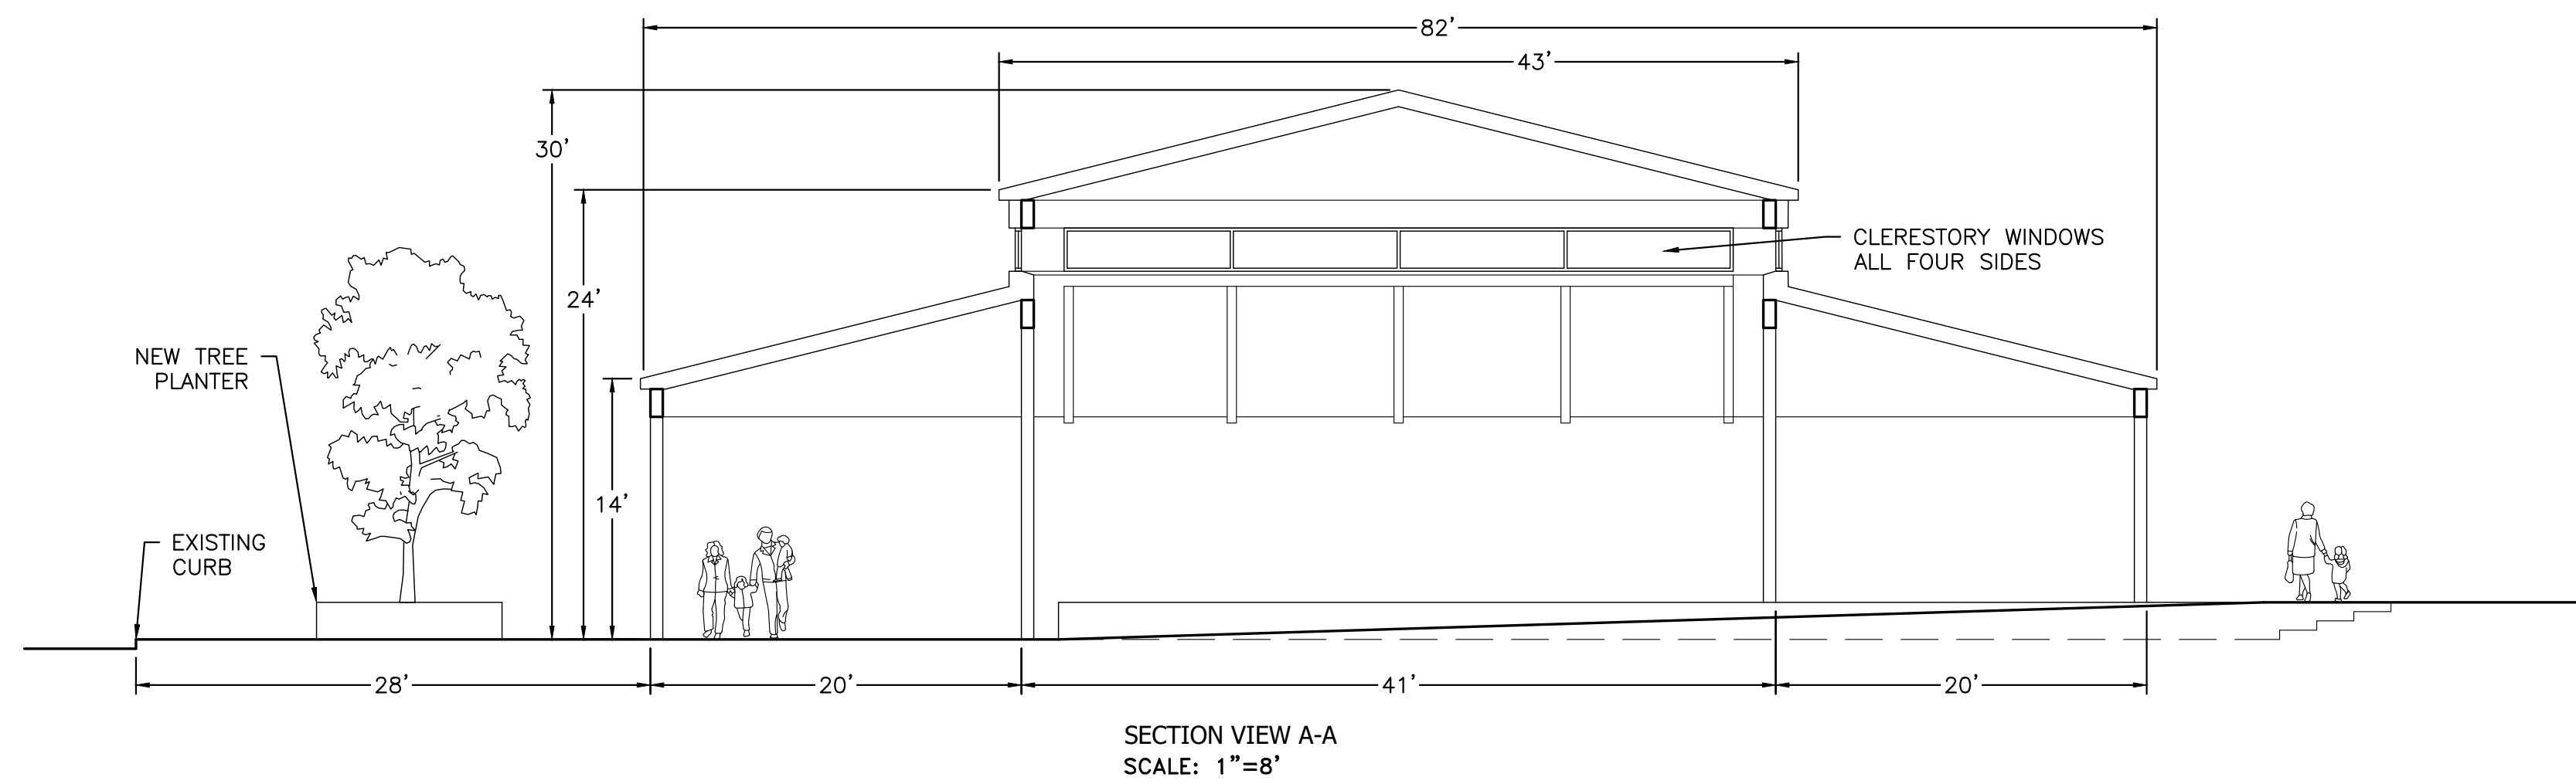 82'
43'
30'
24'
CLERESTORY WINDOWS
ALL FOUR SIDES
NEW TREE
PLANTER
14'
EXISTING
CURB
28'
20'
41'
20'
SECTION VIEW A-A
SCALE: 1"=8'